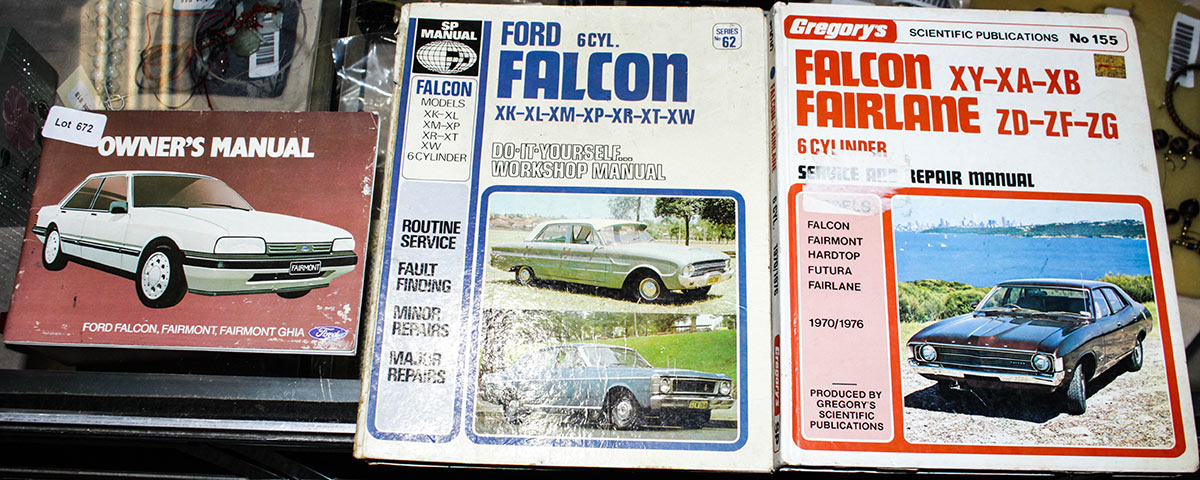 Lot 672
OWNER'S MANUAL
FAIRMONT
FORD FALCON, FAIRMONT, FAIRMONT GHIA
Ford
SP
MANUAL
FALCON
MODELS
XK-XL
XM-XP
XR-XT
XW
6 CYLINDER
ROUTINE
SERVICE
FAULT
FINDING
MINOR
REPAIRS
MAJOR
REPAIRS
FORD 6 CYL.
FALCON
XK-XL-XM-XP-XR-XT-XW
SERIES
No 62
DO-IT-YOURSELF...
WORKSHOP MANUAL
Gregory's
Gregory's SCIENTIFIC PUBLICATIONS No 155
FALCON XY-XA-XB
FAIRLANE ZD-ZF-ZG
6 CYLINDER
SERVICE AND REPAIR MANUAL
MODELS
FALCON
FAIRMONT
HARDTOP
FUTURA
FAIRLANE
1970/1976
PRODUCED BY
GREGORY'S
SCIENTIFIC
PUBLICATIONS